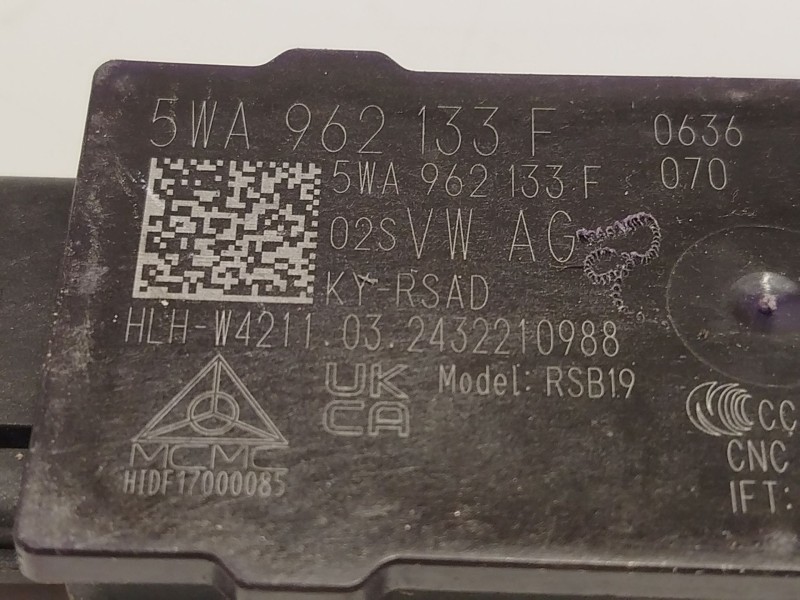 5WA 962 133 F 0636
5WA 962 133 F 070
02S VW AG
KY-RSAD
HLH-W4211.03.2432210988
UK CA Model: RSB19
MCMC CCC
HIDF17000085 CNC
IFT: